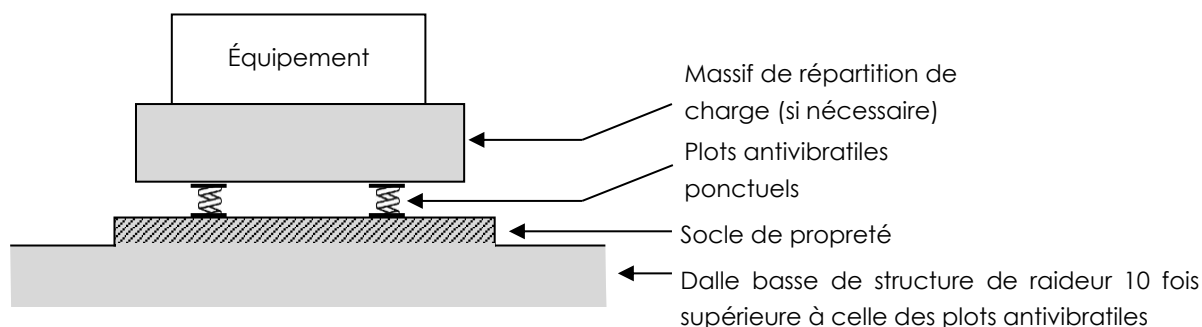 Équipement
Massif de répartition de
charge (si nécessaire)
Plots antivibratiles
ponctuels
Socle de propreté
Dalle basse de structure de raideur 10 fois
supérieure à celle des plots antivibratiles